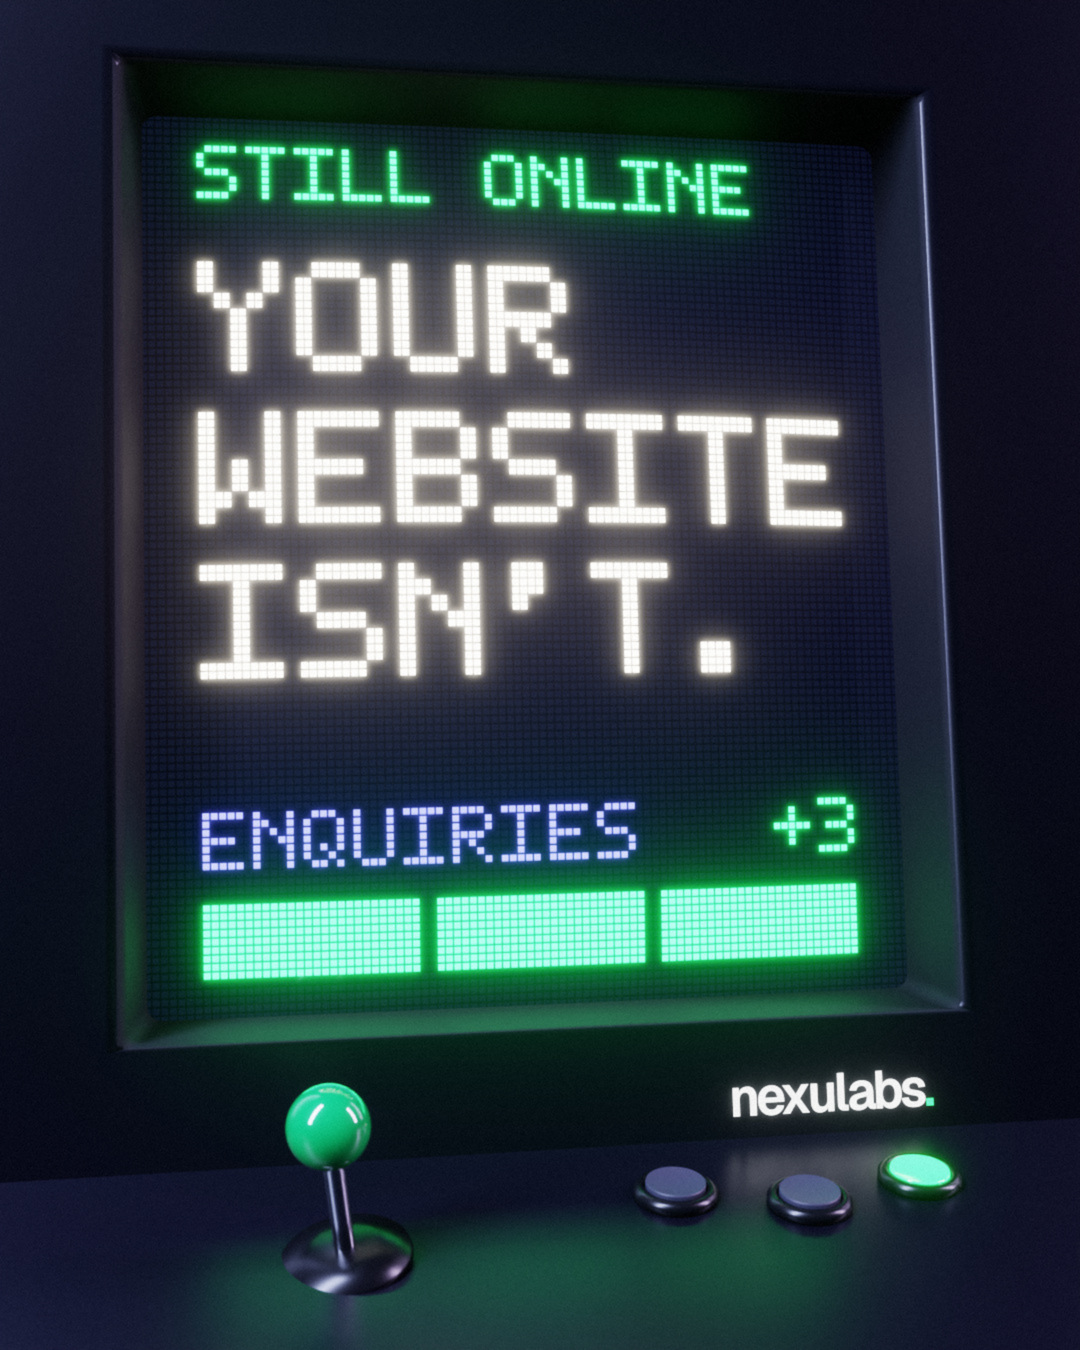 STILL ONLINE
YOUR
WEBSITE
ISN'T.
ENQUIRIES +3
nexulabs.